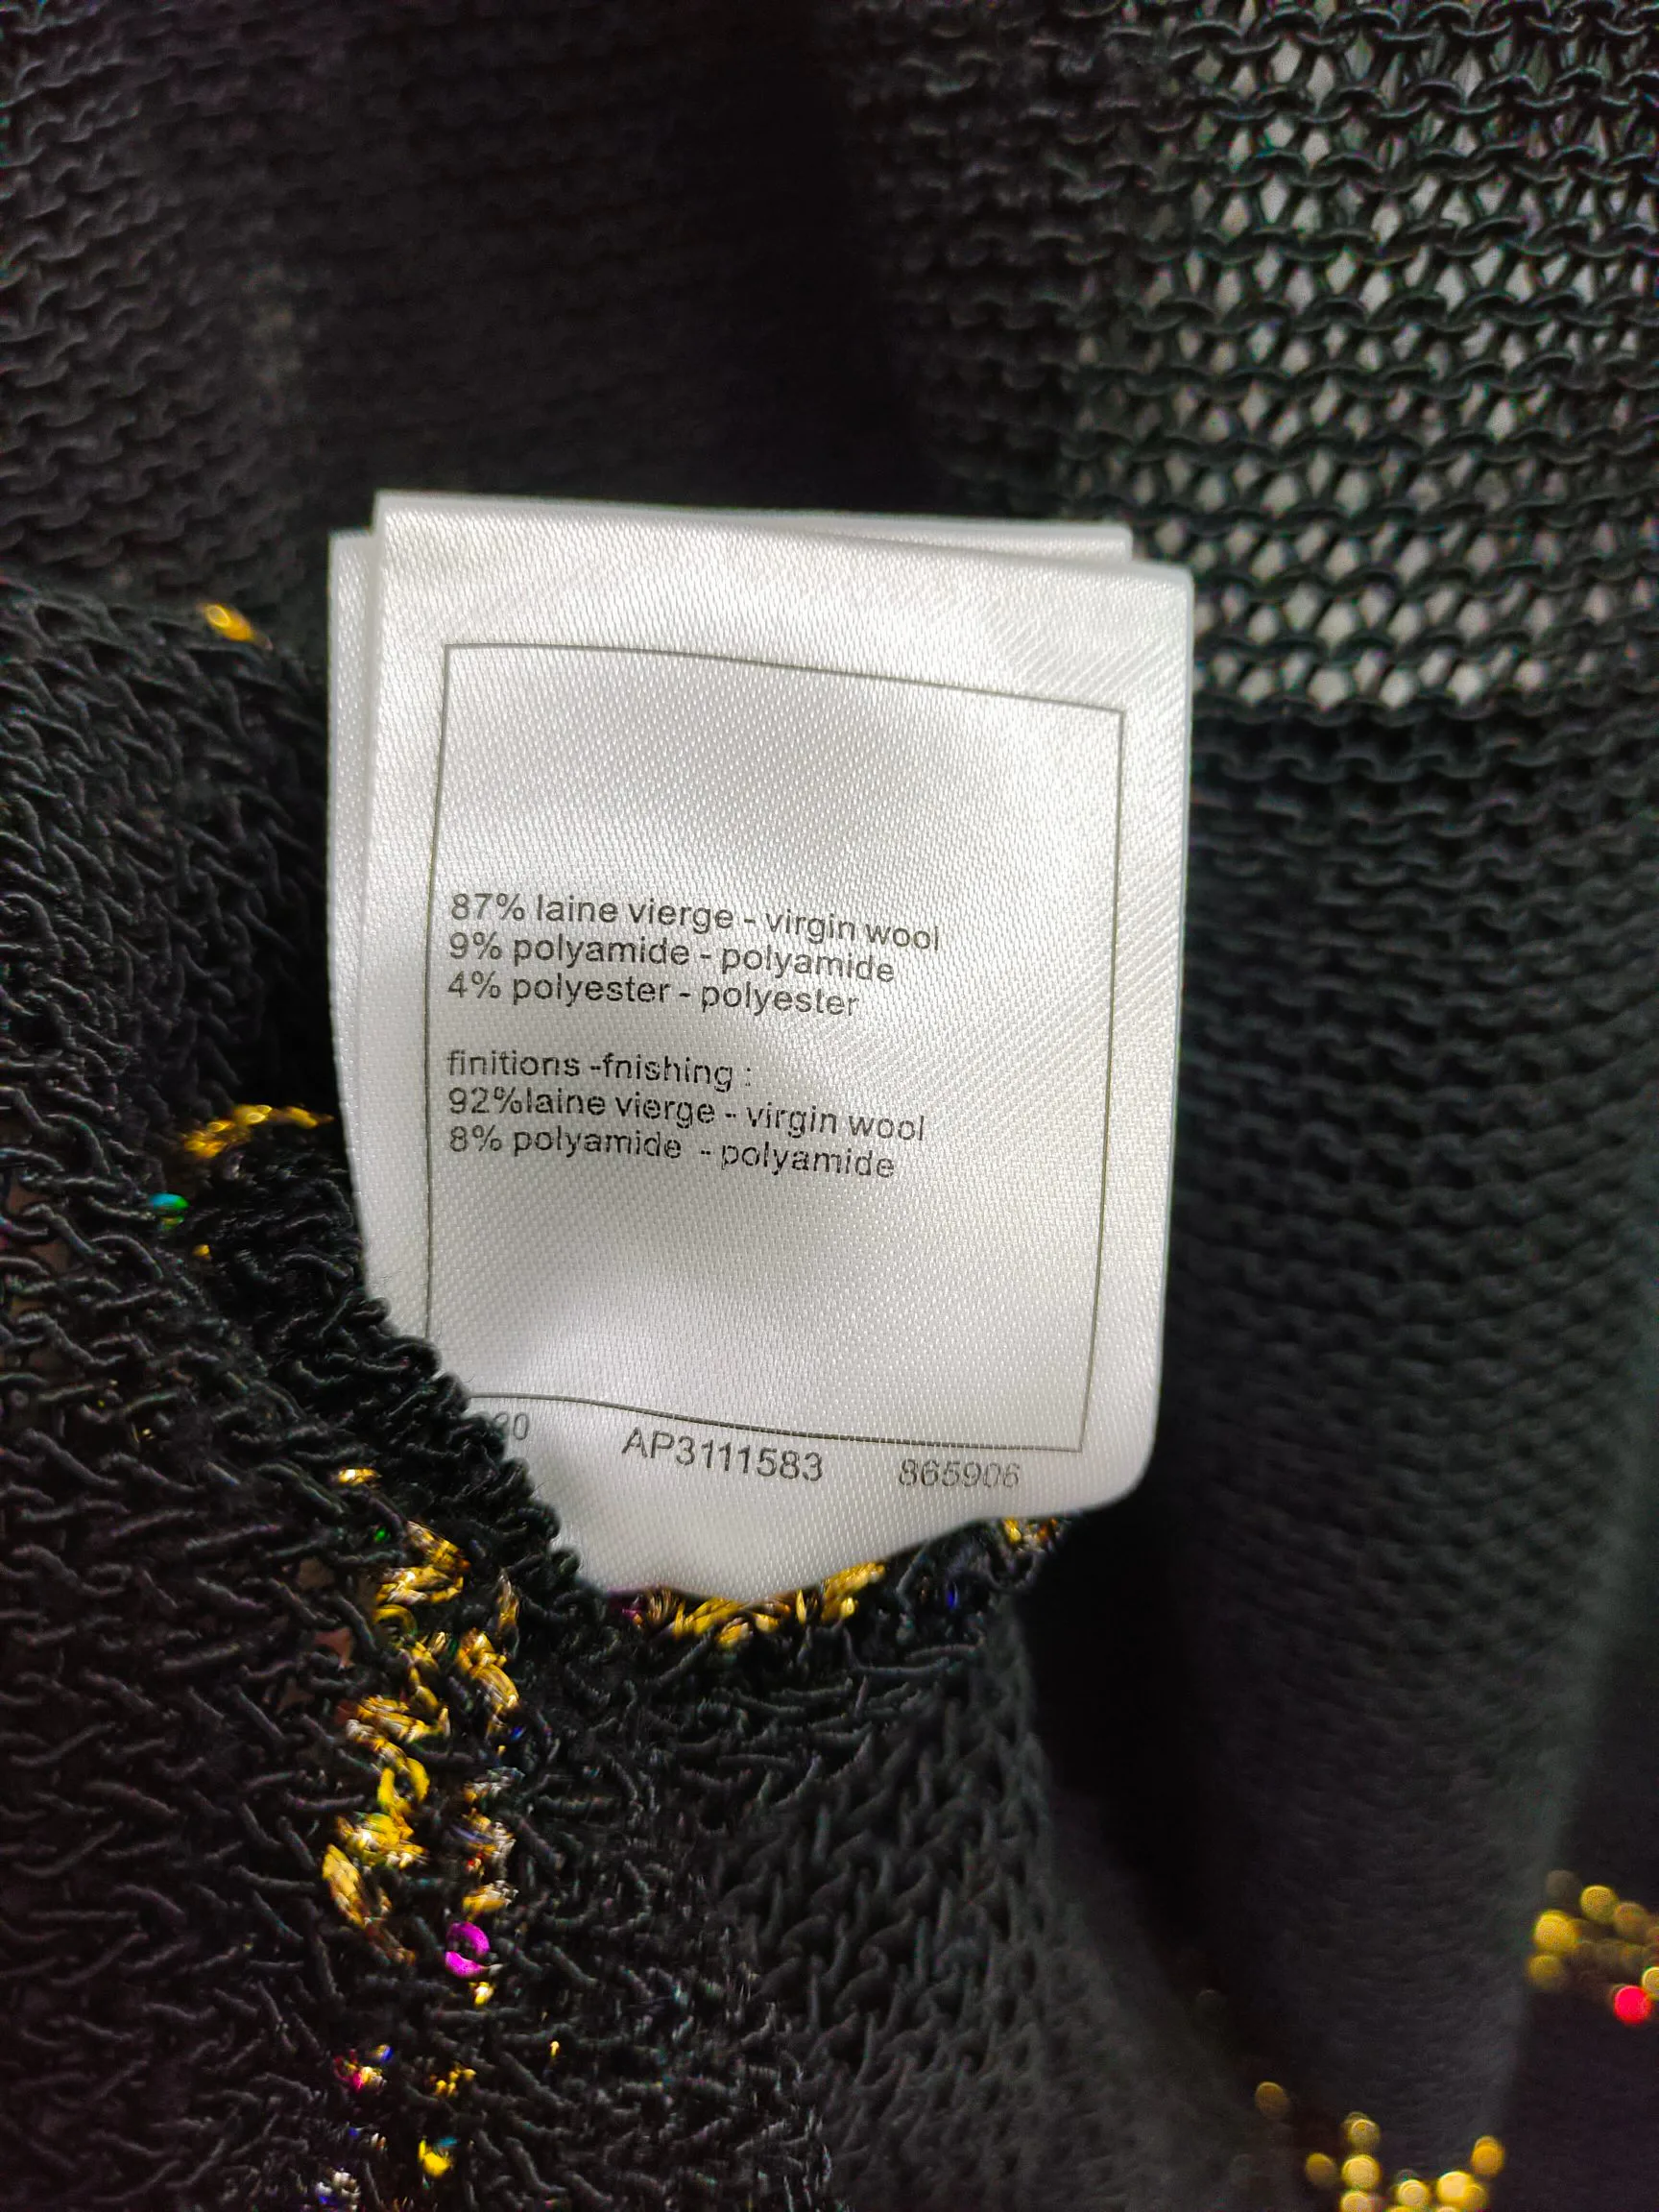 87% laine vierge - virgin wool
9% polyamide - polyamide
4% polyester - polyester
finitions -fnishing :
92%laine vierge - virgin wool
8% polyamide - polyamide
AP3111583 865906